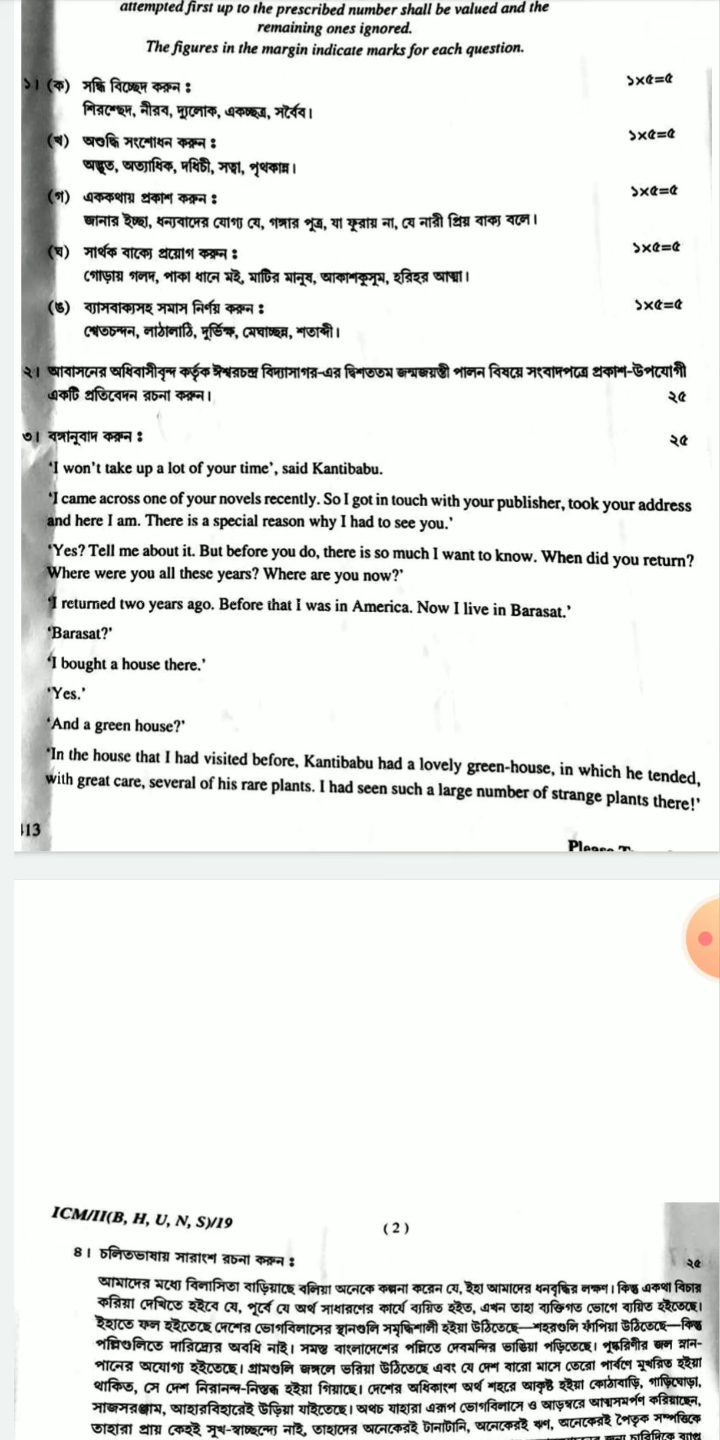 attempted first up to the prescribed number shall be valued and the
remaining ones ignored.
The figures in the margin indicate marks for each question.
১। (ক) সন্ধি বিচ্ছেদ করুন : ১×৫=৫
শিরশ্ছেদ, নীরব, দ্যুলোক, একচ্ছত্র, সর্বৈব।
(খ) অশুদ্ধি সংশোধন করুন : ১×৫=৫
অদ্ভূত, অত্যাধিক, দধিচী, সত্বা, পৃথকান্ন।
(গ) এককথায় প্রকাশ করুন : ১×৫=৫
জানার ইচ্ছা, ধন্যবাদের যোগ্য যে, গঙ্গার পুত্র, যা ফুরায় না, যে নারী প্রিয় বাক্য বলে।
(ঘ) সার্থক বাক্যে প্রয়োগ করুন : ১×৫=৫
গোড়ায় গলদ, পাকা ধানে মই, মাটির মানুষ, আকাশকুসুম, হরিহর আত্মা।
(ঙ) ব্যাসবাক্যসহ সমাস নির্ণয় করুন : ১×৫=৫
শ্বেতচন্দন, লাঠালাঠি, দুর্ভিক্ষ, মেঘাচ্ছন্ন, শতাব্দী।
২। আবাসনের অধিবাসীবৃন্দ কর্তৃক ঈশ্বরচন্দ্র বিদ্যাসাগর-এর দ্বিশততম জন্মজয়ন্তী পালন বিষয়ে সংবাদপত্রে প্রকাশ-উপযোগী
একটি প্রতিবেদন রচনা করুন। ২৫
৩। বঙ্গানুবাদ করুন : ২৫
‘I won’t take up a lot of your time’, said Kantibabu.
‘I came across one of your novels recently. So I got in touch with your publisher, took your address
and here I am. There is a special reason why I had to see you.’
‘Yes? Tell me about it. But before you do, there is so much I want to know. When did you return?
Where were you all these years? Where are you now?’
‘I returned two years ago. Before that I was in America. Now I live in Barasat.’
‘Barasat?’
‘I bought a house there.’
‘Yes.’
‘And a green house?’
‘In the house that I had visited before, Kantibabu had a lovely green-house, in which he tended,
with great care, several of his rare plants. I had seen such a large number of strange plants there!’
13
Please
ICM/II(B, H, U, N, S)/19 (2)
৪। চলিতভাষায় সারাংশ রচনা করুন : ২৫
আমাদের মধ্যে বিলাসিতা বাড়িয়াছে বলিয়া অনেকে কল্পনা করেন যে, ইহা আমাদের ধনবৃদ্ধির লক্ষণ। কিন্তু একথা বিচার
করিয়া দেখিতে হইবে যে, পূর্বে যে অর্থ সাধারণের কার্যে ব্যয়িত হইত, এখন তাহা ব্যক্তিগত ভোগে ব্যয়িত হইতেছে।
ইহাতে ফল হইতেছে দেশের ভোগবিলাসের স্থানগুলি সমৃদ্ধিশালী হইয়া উঠিতেছে—শহরগুলি ফাঁপিয়া উঠিতেছে—কিন্তু
পল্লিগুলিতে দারিদ্র্যের অবধি নাই। সমস্ত বাংলাদেশের পল্লিতে দেবমন্দির ভাঙিয়া পড়িতেছে। পুষ্করিণীর জল স্নান-
পানের অযোগ্য হইতেছে। গ্রামগুলি জঙ্গলে ভরিয়া উঠিতেছে এবং যে দেশ বারো মাসে তেরো পার্বণে মুখরিত হইয়া
থাকিত, সে দেশ নিরানন্দ-নিস্তব্ধ হইয়া গিয়াছে। দেশের অধিকাংশ অর্থ শহরে আকৃষ্ট হইয়া কোঠাবাড়ি, গাড়িঘোড়া,
সাজসরঞ্জাম, আহারবিহারেই উড়িয়া যাইতেছে। অথচ যাহারা এরূপ ভোগবিলাসে ও আড়ম্বরে আত্মসমর্পণ করিয়াছেন,
তাহারা প্রায় কেহই সুখ-স্বাচ্ছন্দ্যে নাই, তাহাদের অনেকেরই টানাটানি, অনেকেরই ঋণ, অনেকেরই পৈতৃক সম্পত্তিকে
চারিদিকে ব্যাপ্ত